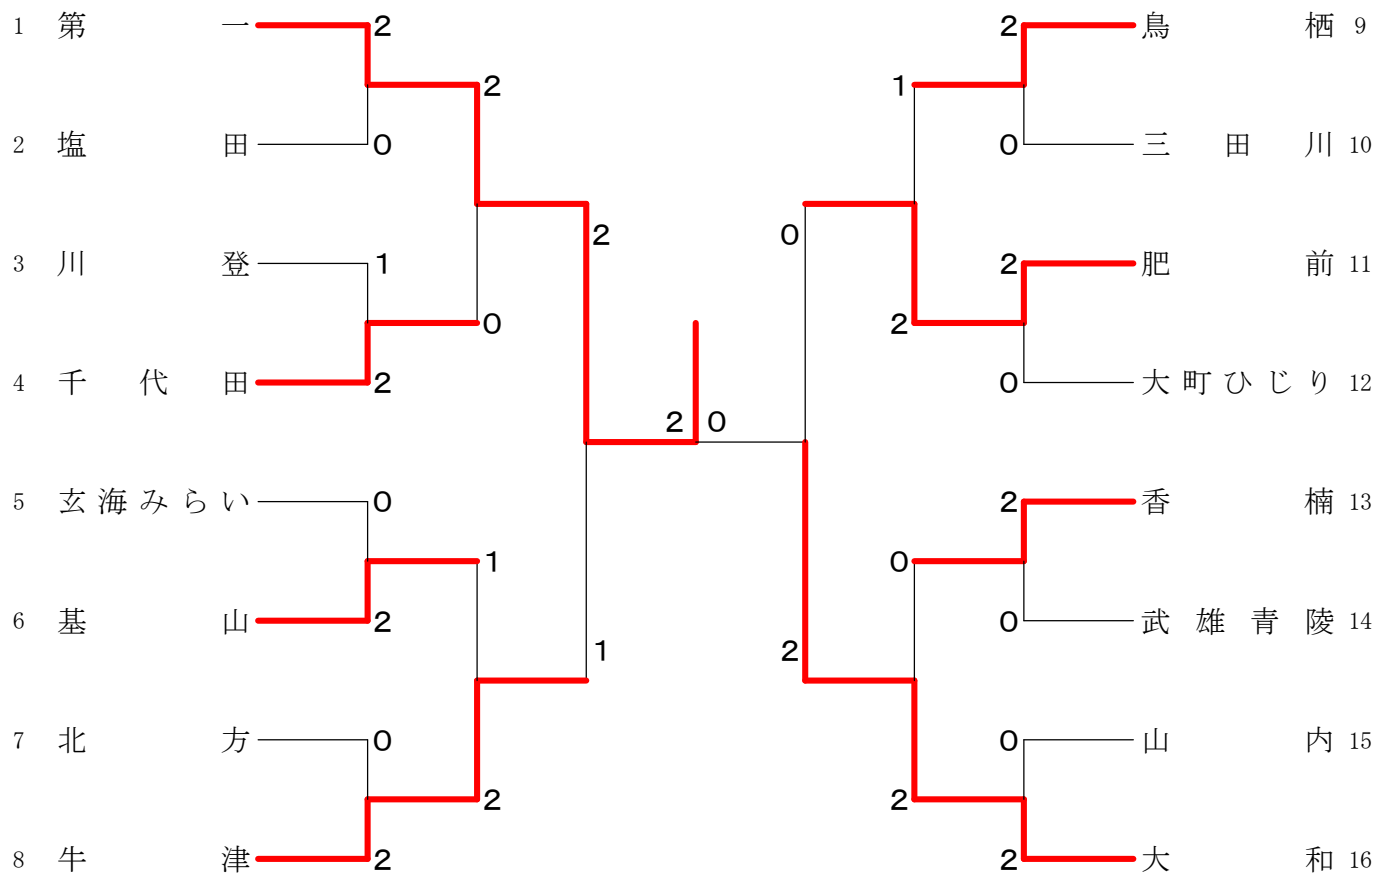 1 第一 2 2 鳥栖 9
2 1
2 塩田 0 0 三田川 10
2 0
3 川登 1 2 肥前 11
0 2
4 千代田 2 0 大町ひじり 12
2 0
5 玄海みらい 0 2 香楠 13
1 0
6 基山 2 0 武雄青陵 14
1 2
7 北方 0 0 山内 15
2 2
8 牛津 2 2 大和 16